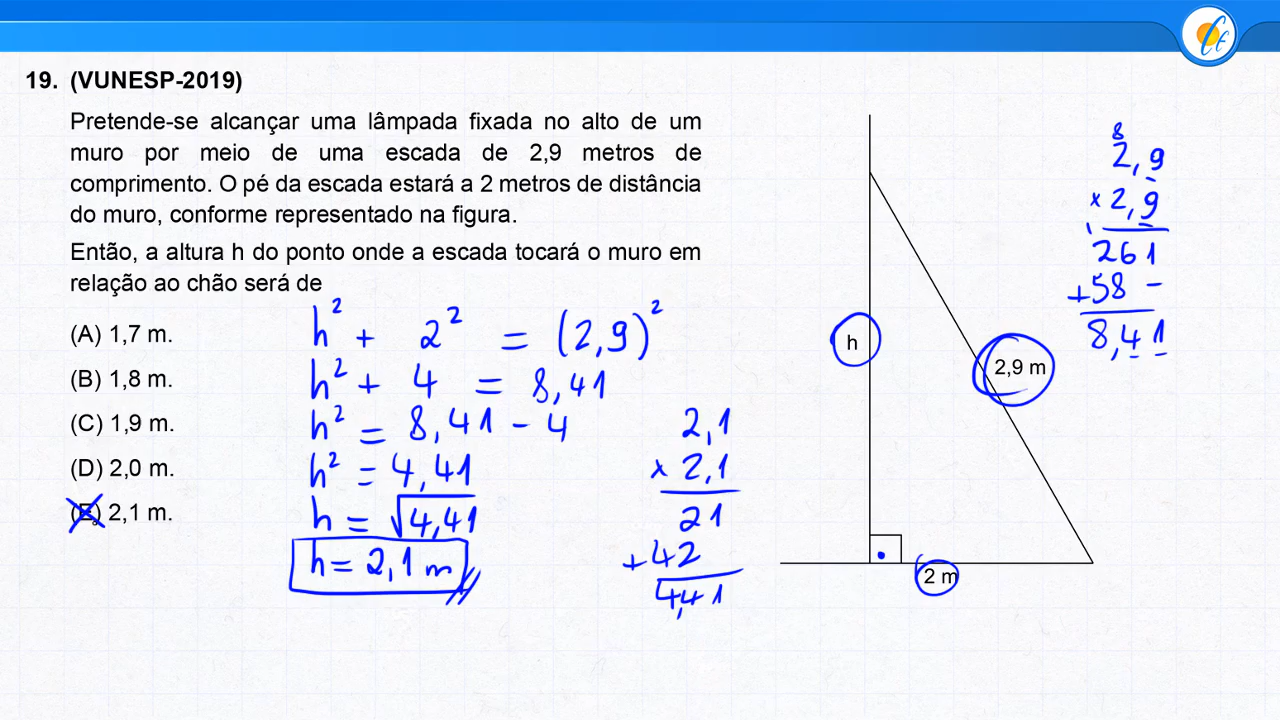 19. (VUNESP-2019)
Pretende-se alcançar uma lâmpada fixada no alto de um
muro por meio de uma escada de 2,9 metros de
comprimento. O pé da escada estará a 2 metros de distância
do muro, conforme representado na figura.
Então, a altura h do ponto onde a escada tocará o muro em
relação ao chão será de
(A) 1,7 m.
(B) 1,8 m.
(C) 1,9 m.
(D) 2,0 m.
(E) 2,1 m.
h² + 2² = (2,9)²
h² + 4 = 8,41
h² = 8,41 - 4
h² = 4,41
h = √4,41
h = 2,1 m
2,1
x 2,1
21
+42
4,41
h
2,9 m
2 m
8
2,9
x 2,9
1
261
+58 -
8,41